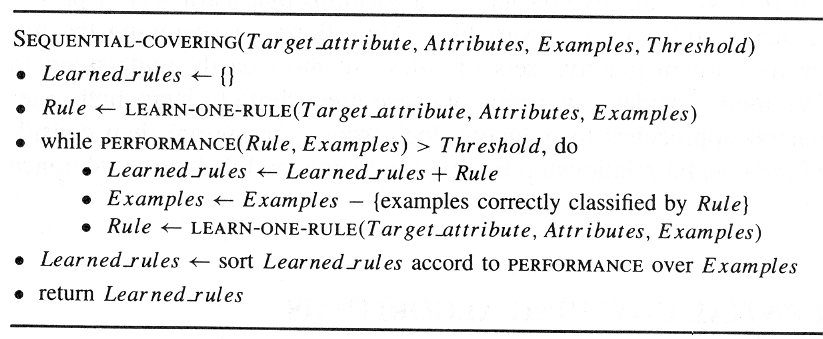 SEQUENTIAL-COVERING(Target_attribute, Attributes, Examples, Threshold)
• Learned_rules ← {}
• Rule ← LEARN-ONE-RULE(Target_attribute, Attributes, Examples)
• while PERFORMANCE(Rule, Examples) > Threshold, do
• Learned_rules ← Learned_rules + Rule
• Examples ← Examples − {examples correctly classified by Rule}
• Rule ← LEARN-ONE-RULE(Target_attribute, Attributes, Examples)
• Learned_rules ← sort Learned_rules accord to PERFORMANCE over Examples
• return Learned_rules